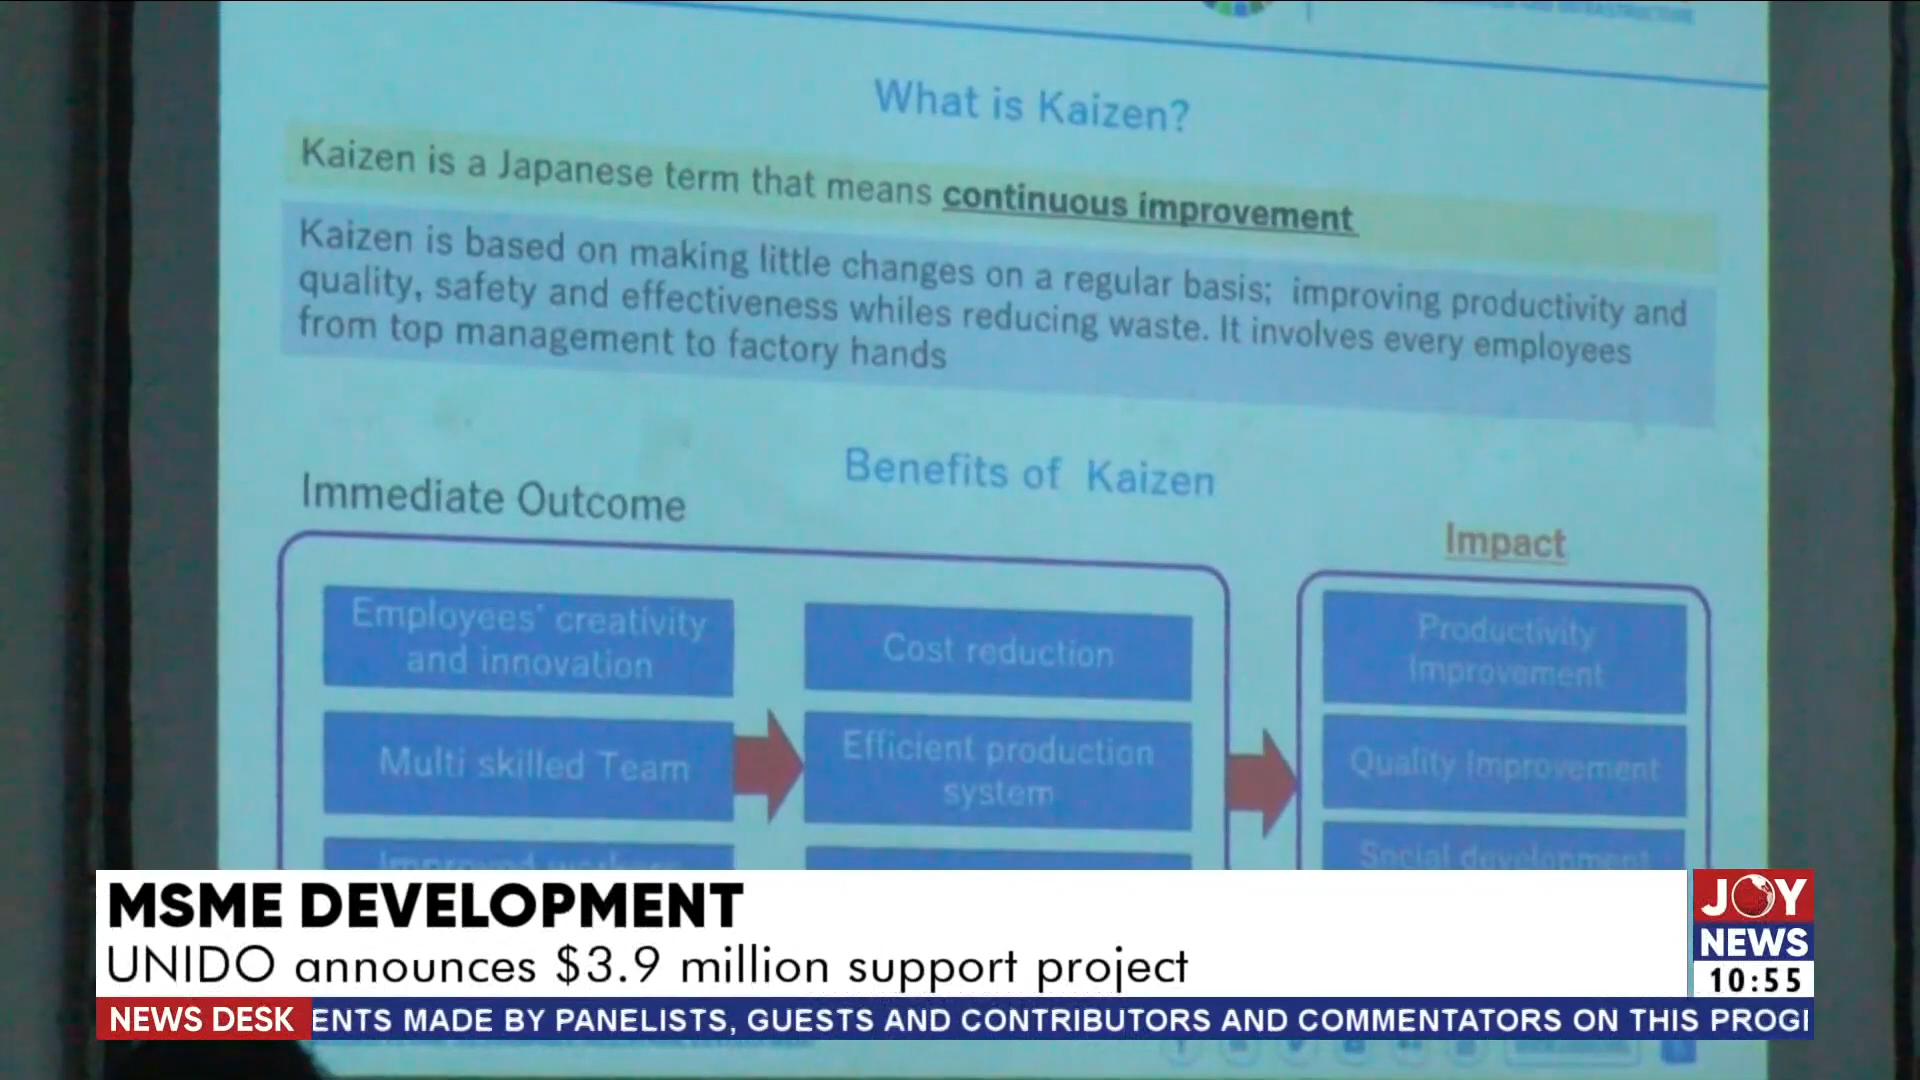 What is Kaizen?
Kaizen is a Japanese term that means continuous improvement
Kaizen is based on making little changes on a regular basis; improving productivity and
quality, safety and effectiveness whiles reducing waste. It involves every employees
from top management to factory hands
Benefits of Kaizen
Immediate Outcome
Impact
Employees' creativity
and innovation
Cost reduction
Productivity
Improvement
Multi skilled Team
Efficient production
system
Quality Improvement
Improved workers
Social development
MSME DEVELOPMENT
UNIDO announces $3.9 million support project
JOY
NEWS
10:55
NEWS DESK
ENTS MADE BY PANELISTS, GUESTS AND CONTRIBUTORS AND COMMENTATORS ON THIS PROGI